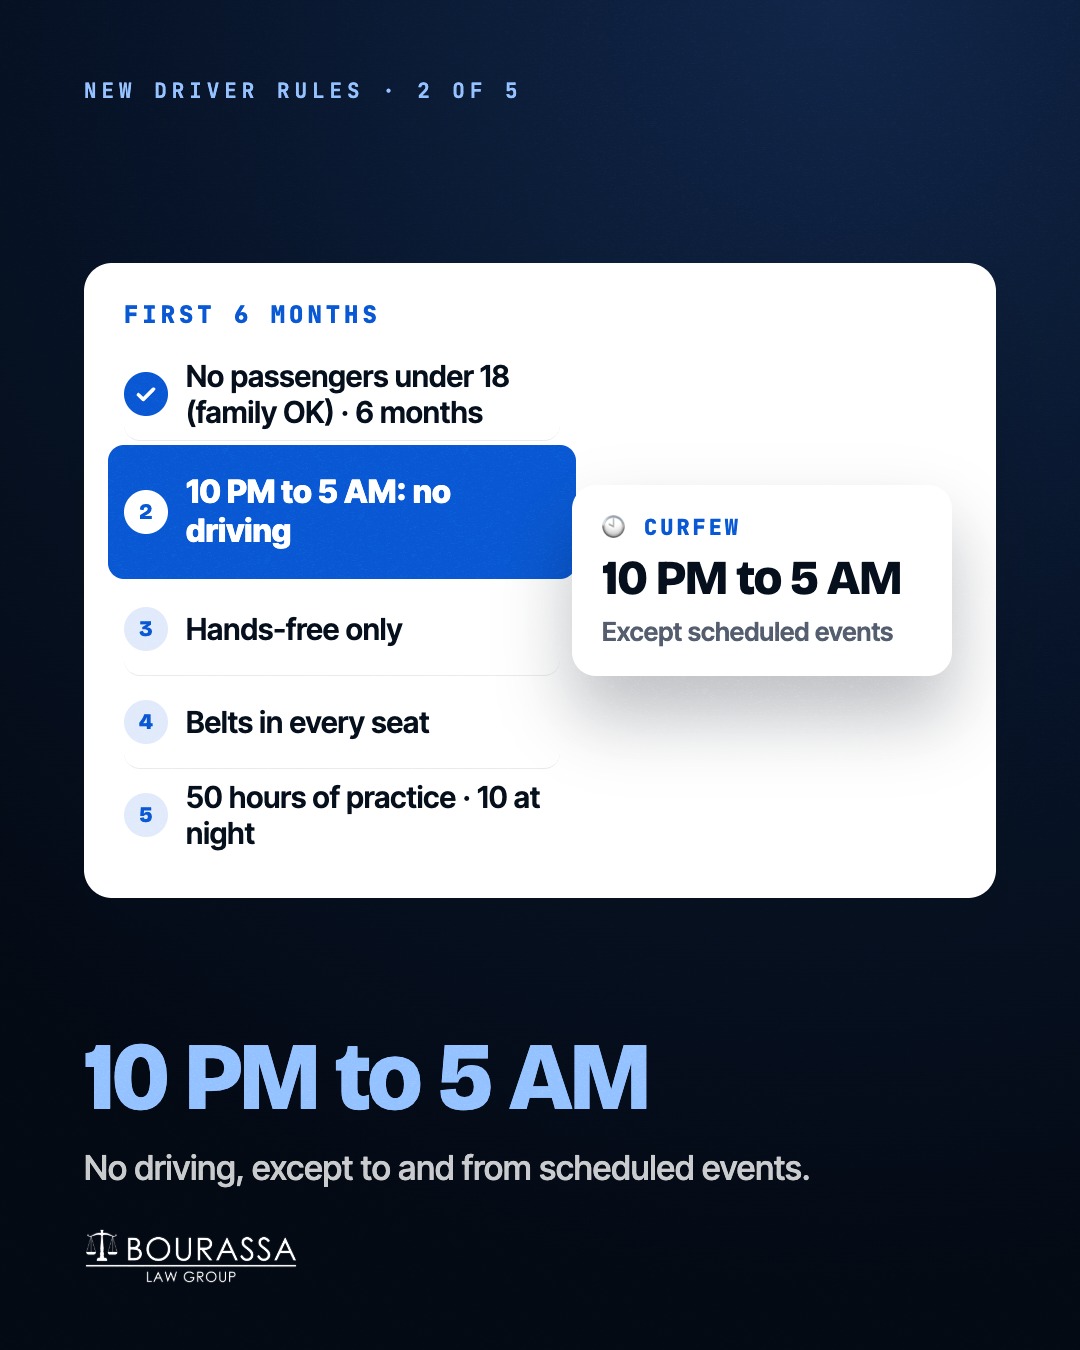 NEW DRIVER RULES · 2 OF 5
FIRST 6 MONTHS
No passengers under 18
(family OK) · 6 months
2
10 PM to 5 AM: no
driving
CURFEW
10 PM to 5 AM
Except scheduled events
3
Hands-free only
4
Belts in every seat
5
50 hours of practice · 10 at
night
10 PM to 5 AM
No driving, except to and from scheduled events.
BOURASSA
LAW GROUP